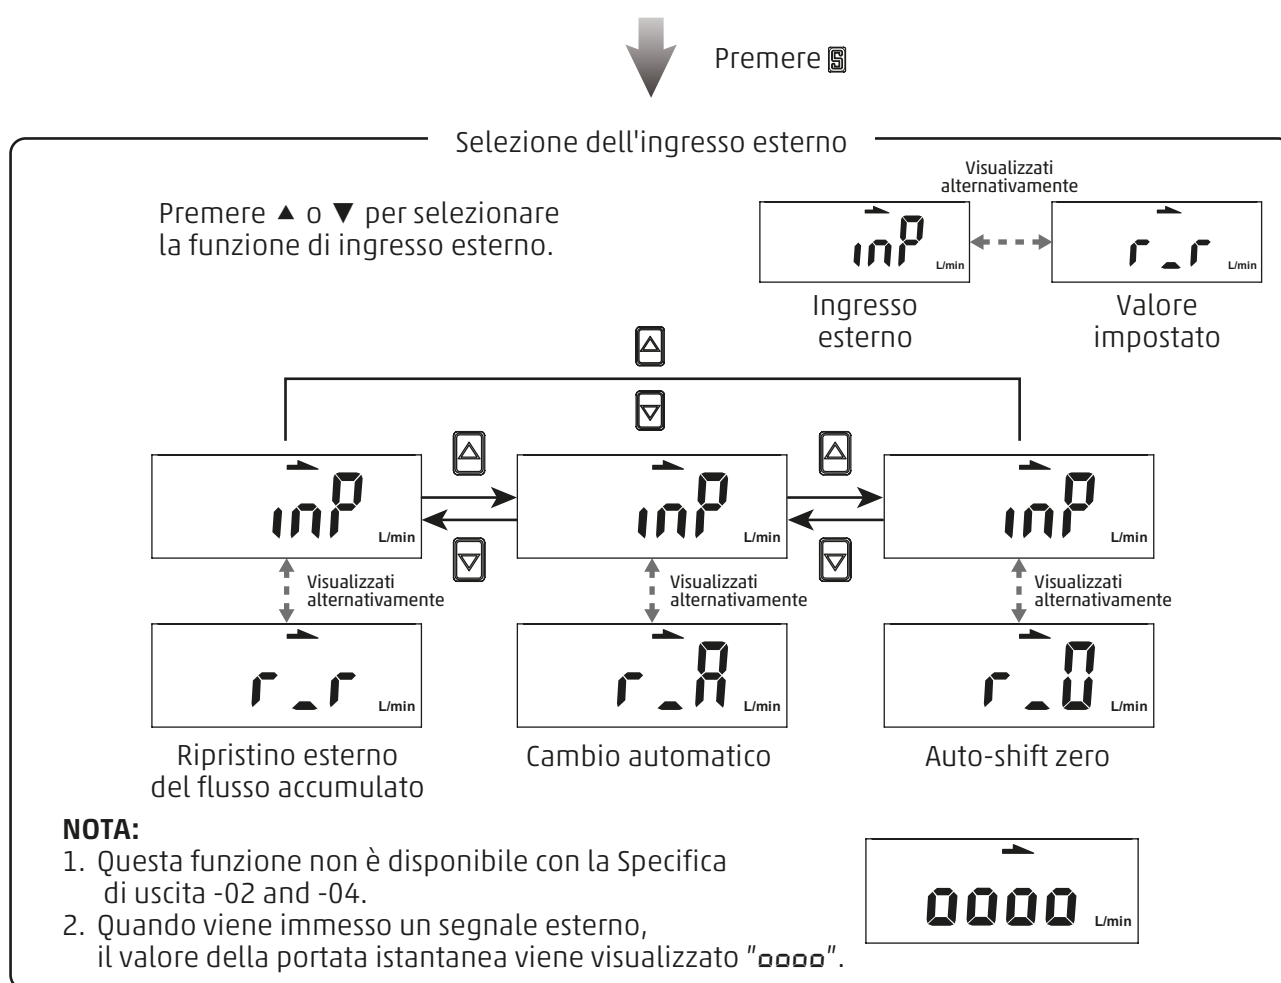 Premere S
Selezione dell'ingresso esterno
Premere ▲ o ▼ per selezionare
la funzione di ingresso esterno.
Visualizzati
alternativamente
inP
L/min
r_r
L/min
Ingresso
esterno
Valore
impostato
inP
L/min
inP
L/min
inP
L/min
Visualizzati
alternativamente
Visualizzati
alternativamente
Visualizzati
alternativamente
r_r
L/min
r_A
L/min
r_0
L/min
Ripristino esterno
del flusso accumulato
Cambio automatico
Auto-shift zero
NOTA:
1. Questa funzione non è disponibile con la Specifica
di uscita -02 and -04.
2. Quando viene immesso un segnale esterno,
il valore della portata istantanea viene visualizzato "oooo".
oooo
L/min